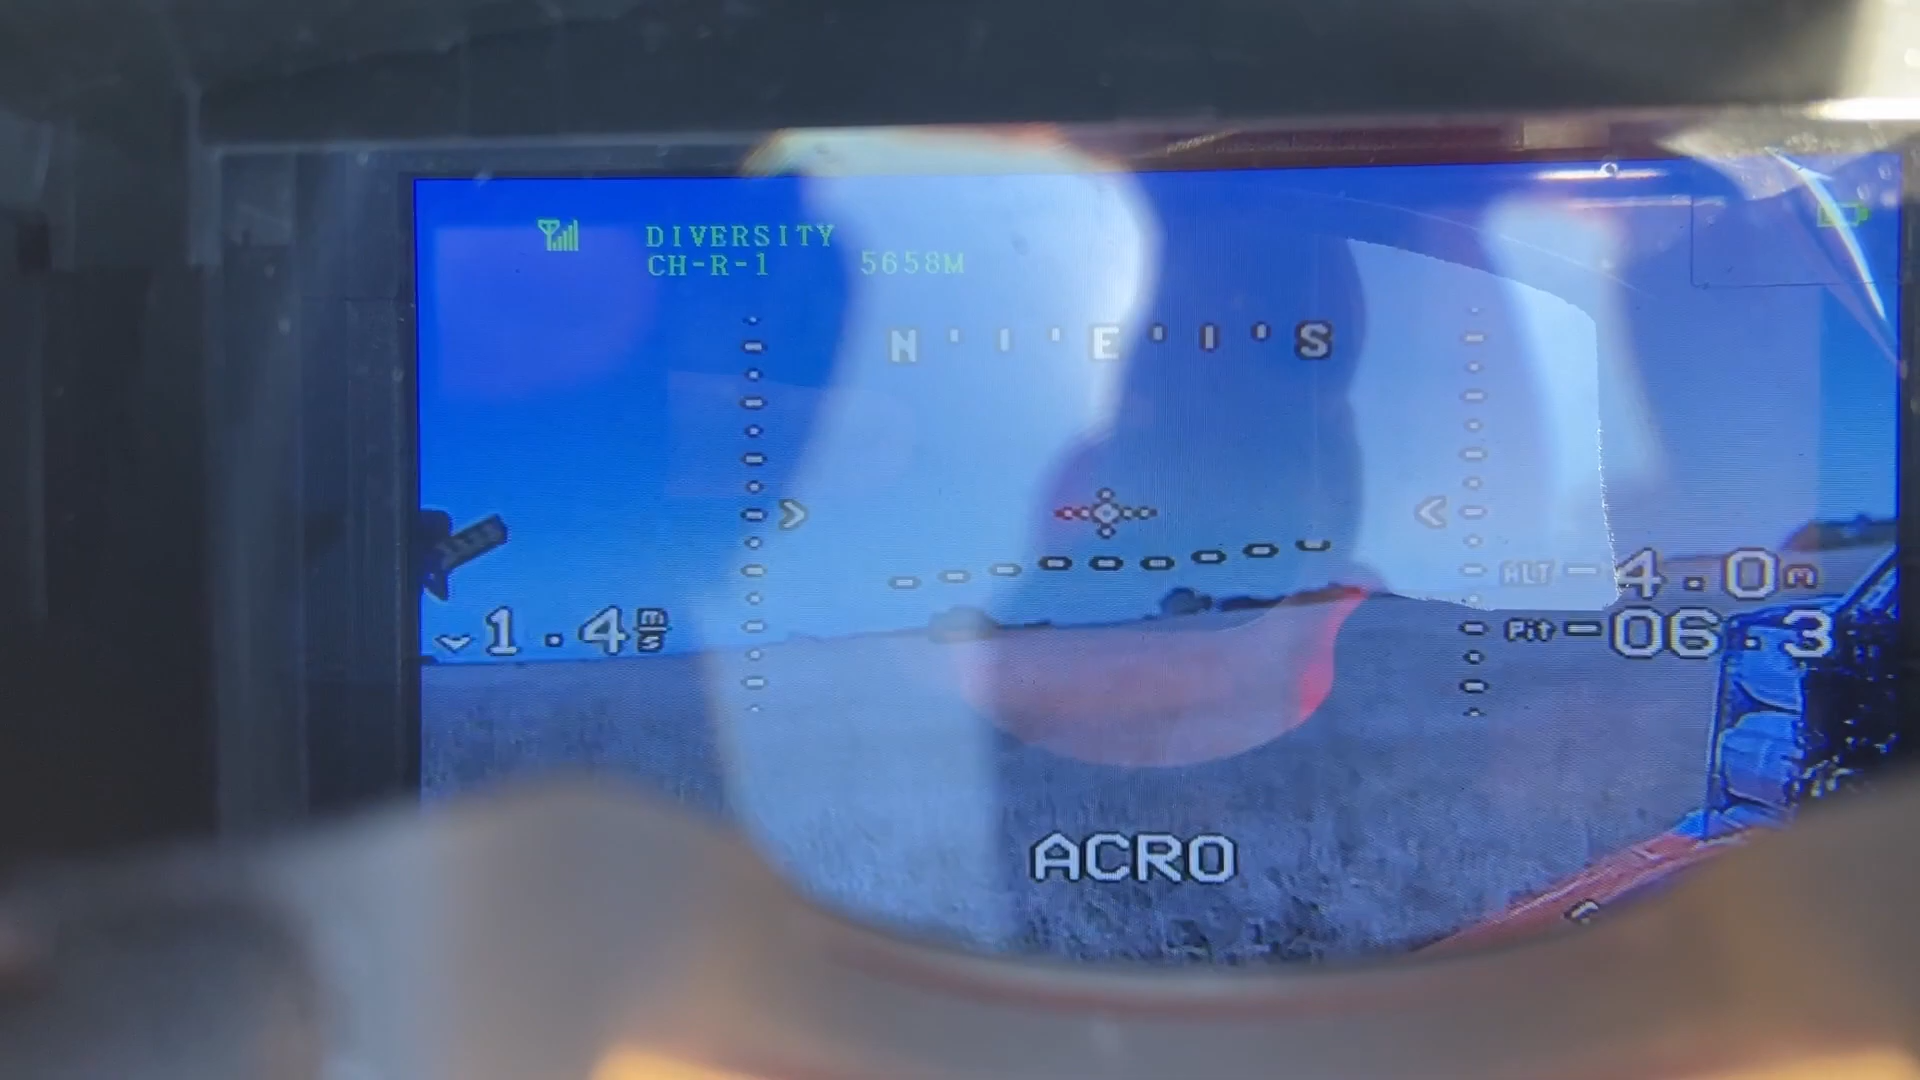 DIVERSITY
CH-R-1 5658M
N ' I ' E ' I ' S
ALT -4.0m
1.4 m/s
Pit -06.3
ACRO